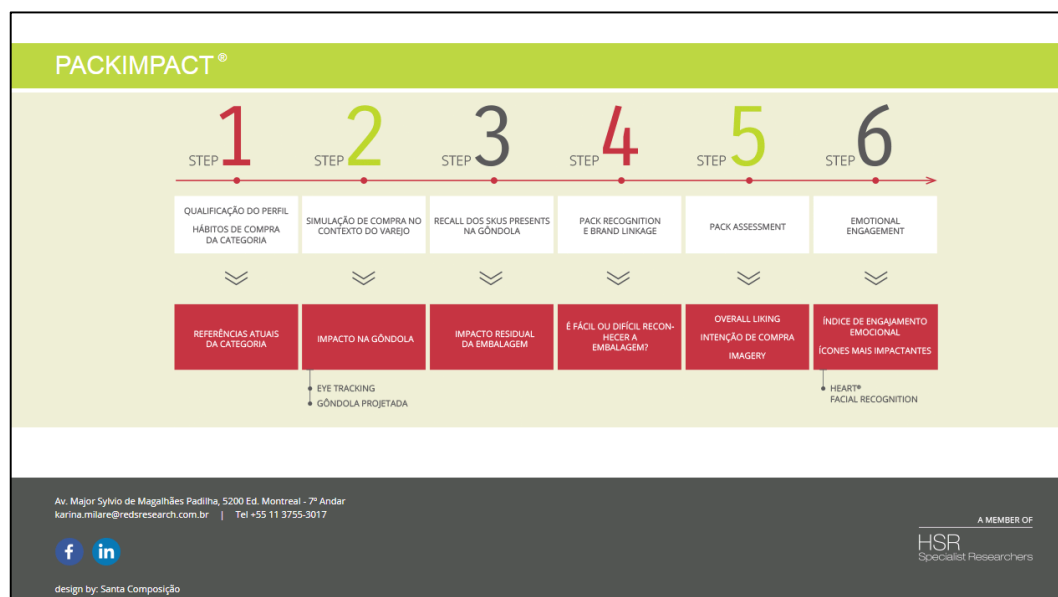 PACKIMPACT ®
STEP 1
STEP 2
STEP 3
STEP 4
STEP 5
STEP 6
QUALIFICAÇÃO DO PERFIL
HÁBITOS DE COMPRA
DA CATEGORIA
SIMULAÇÃO DE COMPRA NO
CONTEXTO DO VAREJO
RECALL DOS SKUS PRESENTS
NA GÔNDOLA
PACK RECOGNITION
E BRAND LINKAGE
PACK ASSESSMENT
EMOTIONAL
ENGAGEMENT
REFERÊNCIAS ATUAIS
DA CATEGORIA
IMPACTO NA GÔNDOLA
IMPACTO RESIDUAL
DA EMBALAGEM
É FÁCIL OU DIFÍCIL RECON-
HECER A
EMBALAGEM?
OVERALL LIKING
INTENÇÃO DE COMPRA
IMAGERY
ÍNDICE DE ENGAJAMENTO
EMOCIONAL
ÍCONES MAIS IMPACTANTES
EYE TRACKING
GÔNDOLA PROJETADA
HEART®
FACIAL RECOGNITION
Av. Major Sylvio de Magalhães Padilha, 5200 Ed. Montreal - 7º Andar
karina.milare@redsresearch.com.br | Tel +55 11 3755-3017
f in
design by: Santa Composição
A MEMBER OF
HSR
Specialist Researchers